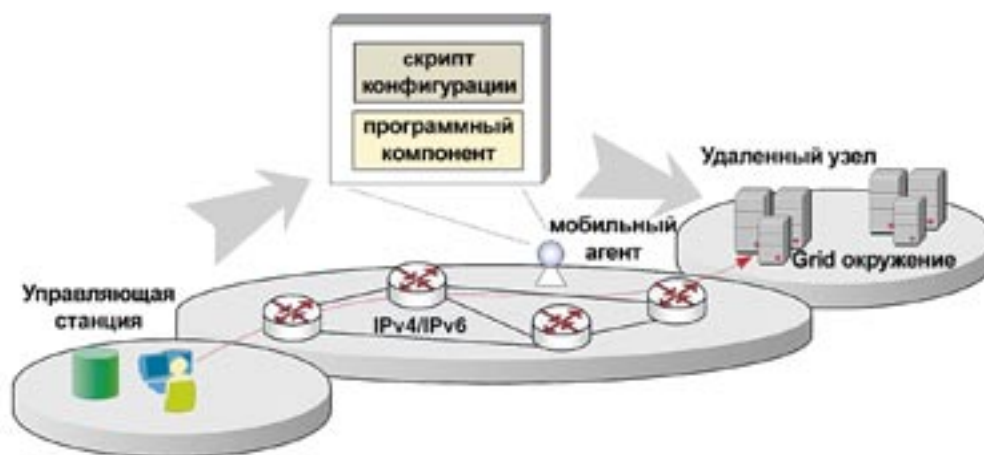 скрипт
конфигурации
программный
компонент
Удаленный узел
мобильный
агент
Grid окружение
Управляющая
станция
IPv4/IPv6